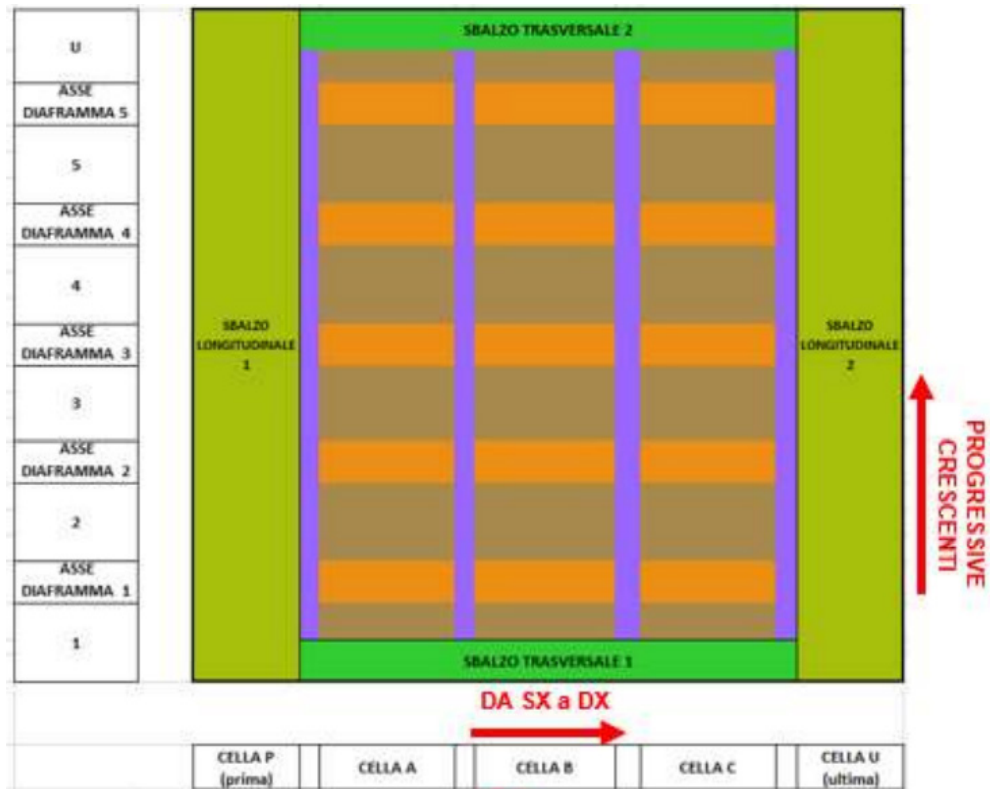 SBALZO TRASVERSALE 2
U
ASSE
DIAFRAMMA 5
5
ASSE
DIAFRAMMA 4
4
ASSE
DIAFRAMMA 3
3
ASSE
DIAFRAMMA 2
2
ASSE
DIAFRAMMA 1
1
SBALZO
LONGITUDINALE
1
SBALZO
LONGITUDINALE
2
PROGRESSIVE
CRESCENTI
SBALZO TRASVERSALE 1
DA SX a DX
CELLA P
(prima)
CELLA A
CELLA B
CELLA C
CELLA U
(ultima)